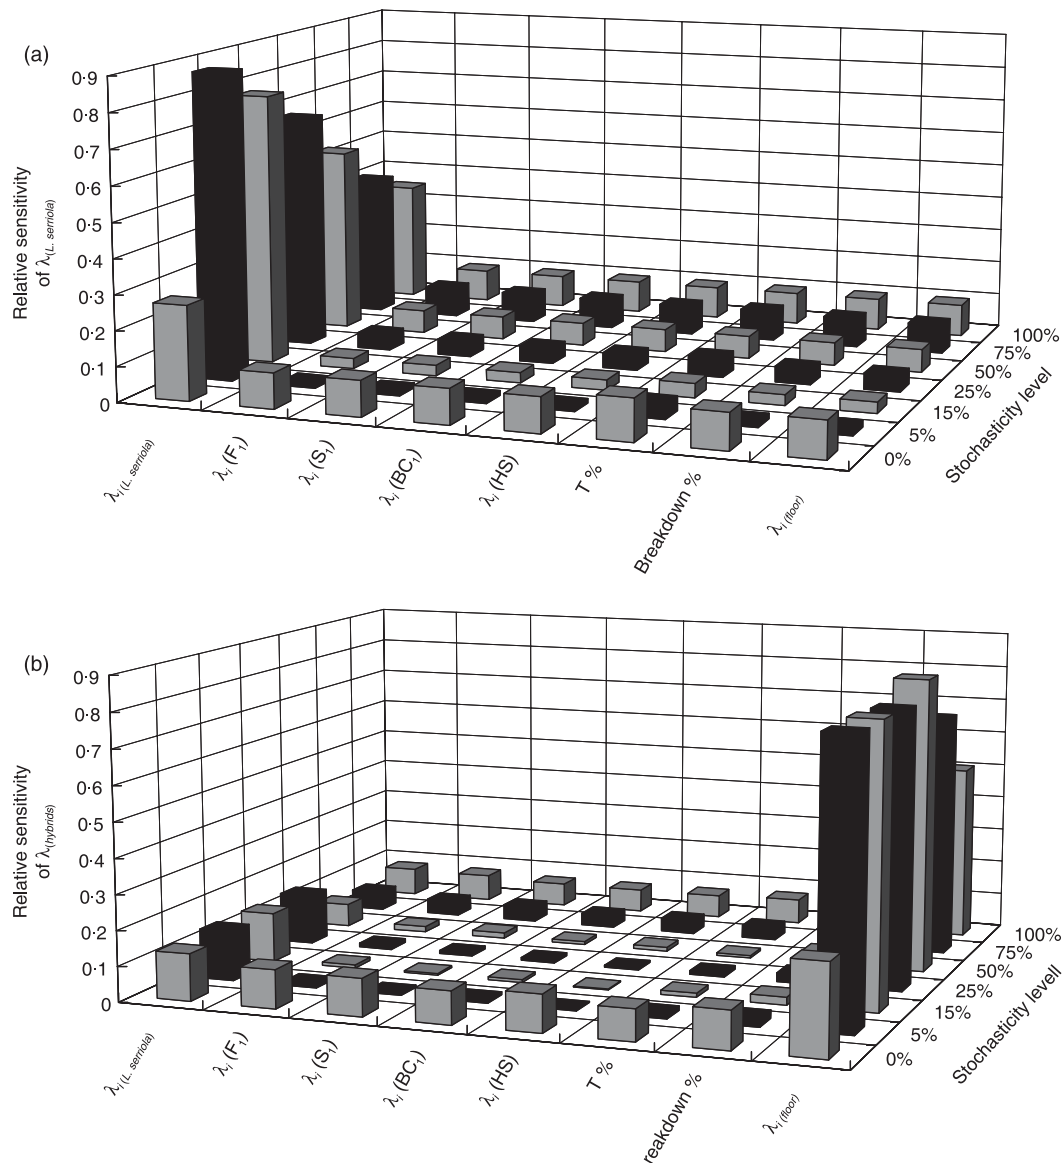 (a)
0·9
0·8
0·7
0·6
0·5
0·4
0·3
0·2
0·1
0
Relative sensitivity
of λ(L. serriola)
λi (L. serriola)
λi (F1)
λi (S1)
λi (BC1)
λi (HS)
T %
Breakdown %
λi (floor)
0%
5%
15%
25%
50%
75%
100%
Stochasticity level
(b)
0·9
0·8
0·7
0·6
0·5
0·4
0·3
0·2
0·1
0
Relative sensitivity
of λ(hybrids)
λi (L. serriola)
λi (F1)
λi (S1)
λi (BC1)
λi (HS)
T %
reakdown %
λi (floor)
0%
5%
15%
25%
50%
75%
100%
Stochasticity levell